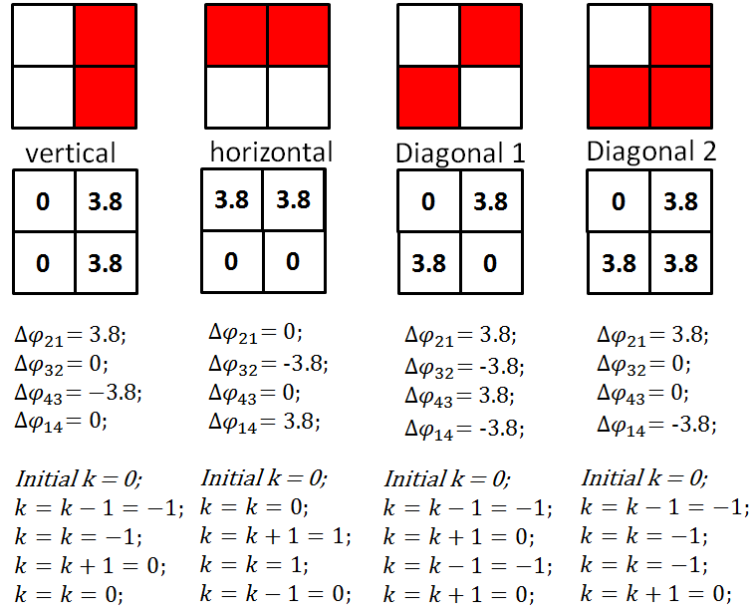 vertical horizontal Diagonal 1 Diagonal 2
0 3.8 3.8 3.8 0 3.8 0 3.8
0 3.8 0 0 3.8 0 3.8 3.8
Δφ₂₁= 3.8;
Δφ₃₂= 0;
Δφ₄₃= −3.8;
Δφ₁₄= 0;
Δφ₂₁= 0;
Δφ₃₂= -3.8;
Δφ₄₃= 0;
Δφ₁₄= 3.8;
Δφ₂₁= 3.8;
Δφ₃₂= -3.8;
Δφ₄₃= 3.8;
Δφ₁₄= -3.8;
Δφ₂₁= 3.8;
Δφ₃₂= 0;
Δφ₄₃= 0;
Δφ₁₄= -3.8;
Initial k = 0;
k = k − 1 = −1;
k = k = −1;
k = k + 1 = 0;
k = k = 0;
Initial k = 0;
k = k = 0;
k = k + 1 = 1;
k = k = 1;
k = k − 1 = 0;
Initial k = 0;
k = k − 1 = −1;
k = k + 1 = 0;
k = k − 1 = −1;
k = k + 1 = 0;
Initial k = 0;
k = k − 1 = −1;
k = k = −1;
k = k = −1;
k = k + 1 = 0;